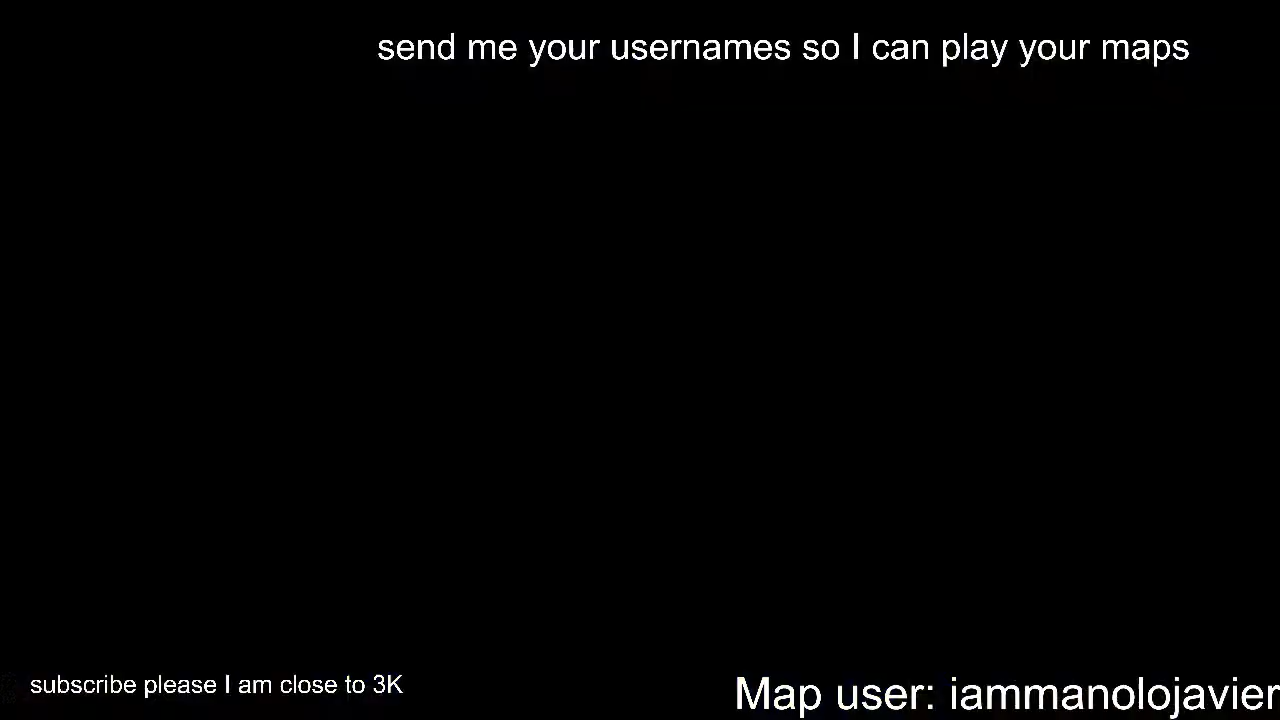 send me your usernames so I can play your maps
subscribe please I am close to 3K
Map user: iammanolojavier